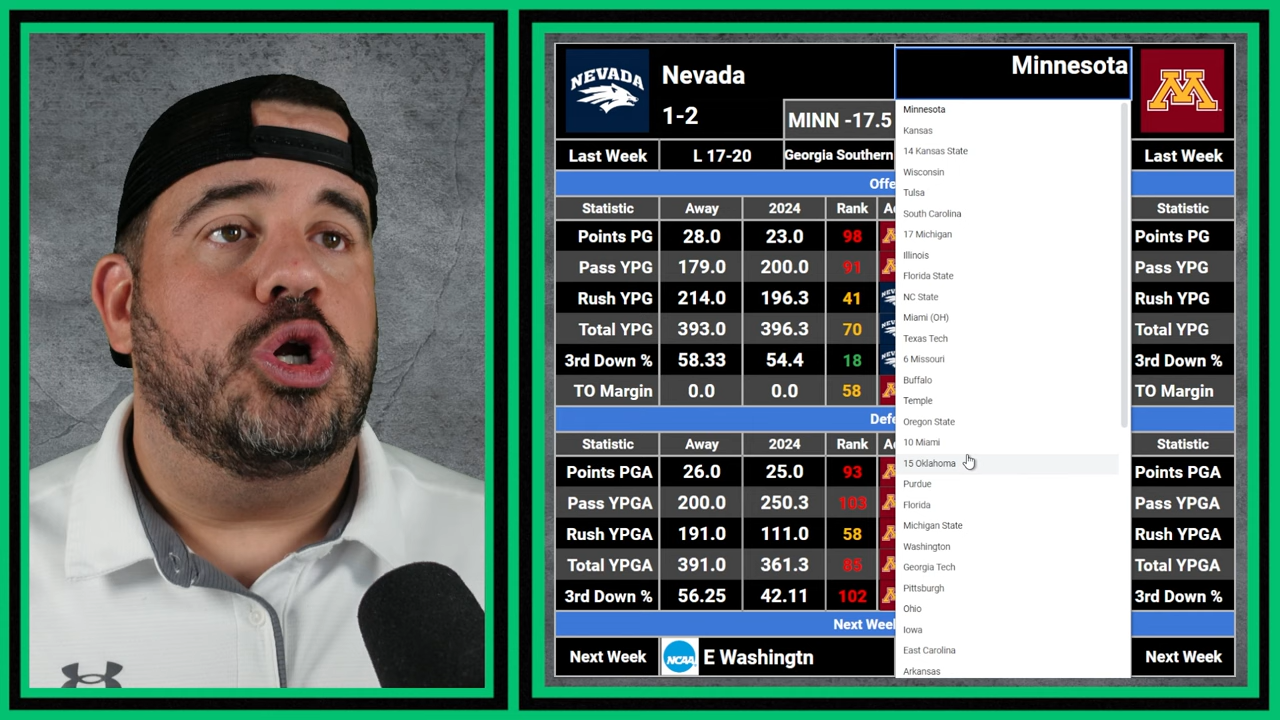 NEVADA
Nevada
Minnesota
M
1-2
MINN -17.5
Last Week
L 17-20
Georgia Southern
Last Week
Offe
Statistic
Away
2024
Rank
Statistic
Points PG
28.0
23.0
98
Points PG
Pass YPG
179.0
200.0
91
Pass YPG
Rush YPG
214.0
196.3
41
Rush YPG
Total YPG
393.0
396.3
70
Total YPG
3rd Down %
58.33
54.4
18
3rd Down %
TO Margin
0.0
0.0
58
TO Margin
Defe
Statistic
Away
2024
Rank
Statistic
Points PGA
26.0
25.0
93
Points PGA
Pass YPGA
200.0
250.3
103
Pass YPGA
Rush YPGA
191.0
111.0
58
Rush YPGA
Total YPGA
391.0
361.3
85
Total YPGA
3rd Down %
56.25
42.11
102
3rd Down %
Next Wee
Next Week
NCAA
E Washingtn
Next Week
Minnesota
Kansas
14 Kansas State
Wisconsin
Tulsa
South Carolina
17 Michigan
Illinois
Florida State
NC State
Miami (OH)
Texas Tech
6 Missouri
Buffalo
Temple
Oregon State
10 Miami
15 Oklahoma
Purdue
Florida
Michigan State
Washington
Georgia Tech
Pittsburgh
Ohio
Iowa
East Carolina
Arkansas